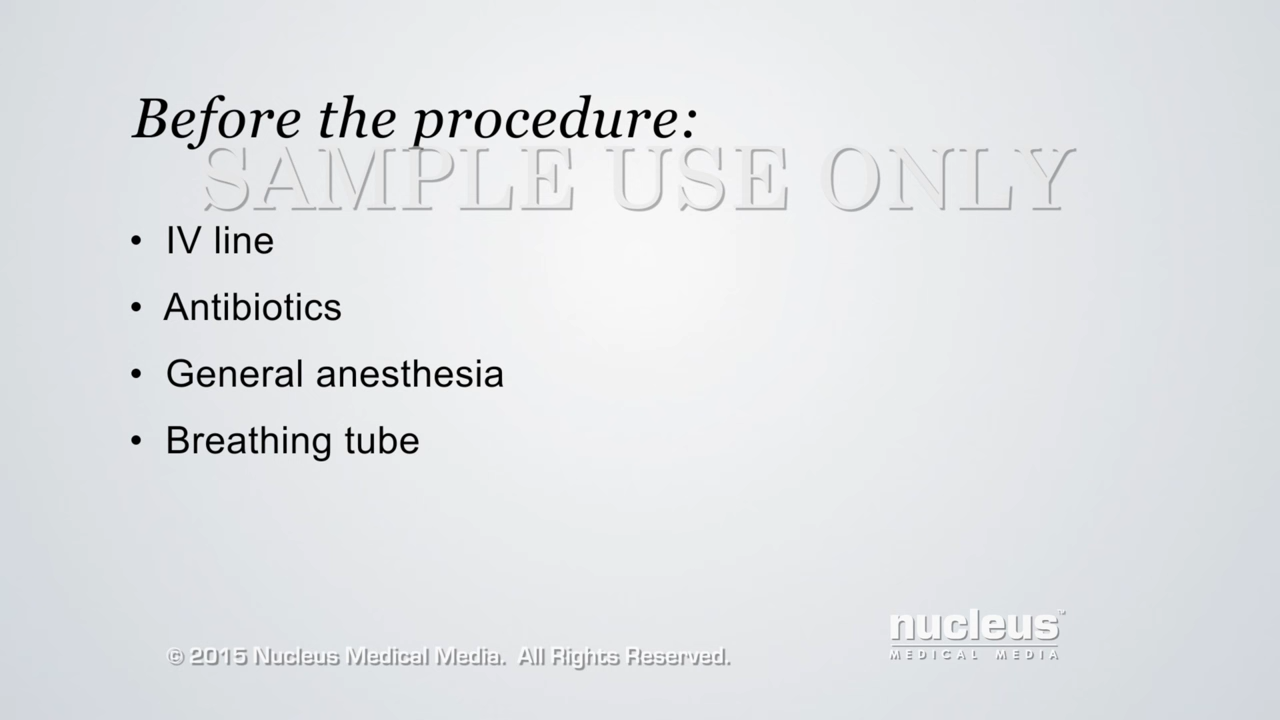 Before the procedure:
SAMPLE USE ONLY
• IV line
• Antibiotics
• General anesthesia
• Breathing tube
nucleus™
MEDICAL MEDIA
© 2015 Nucleus Medical Media. All Rights Reserved.